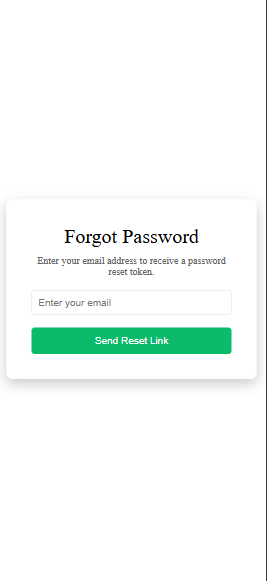 Forgot Password
Enter your email address to receive a password
reset token.
Enter your email
Send Reset Link